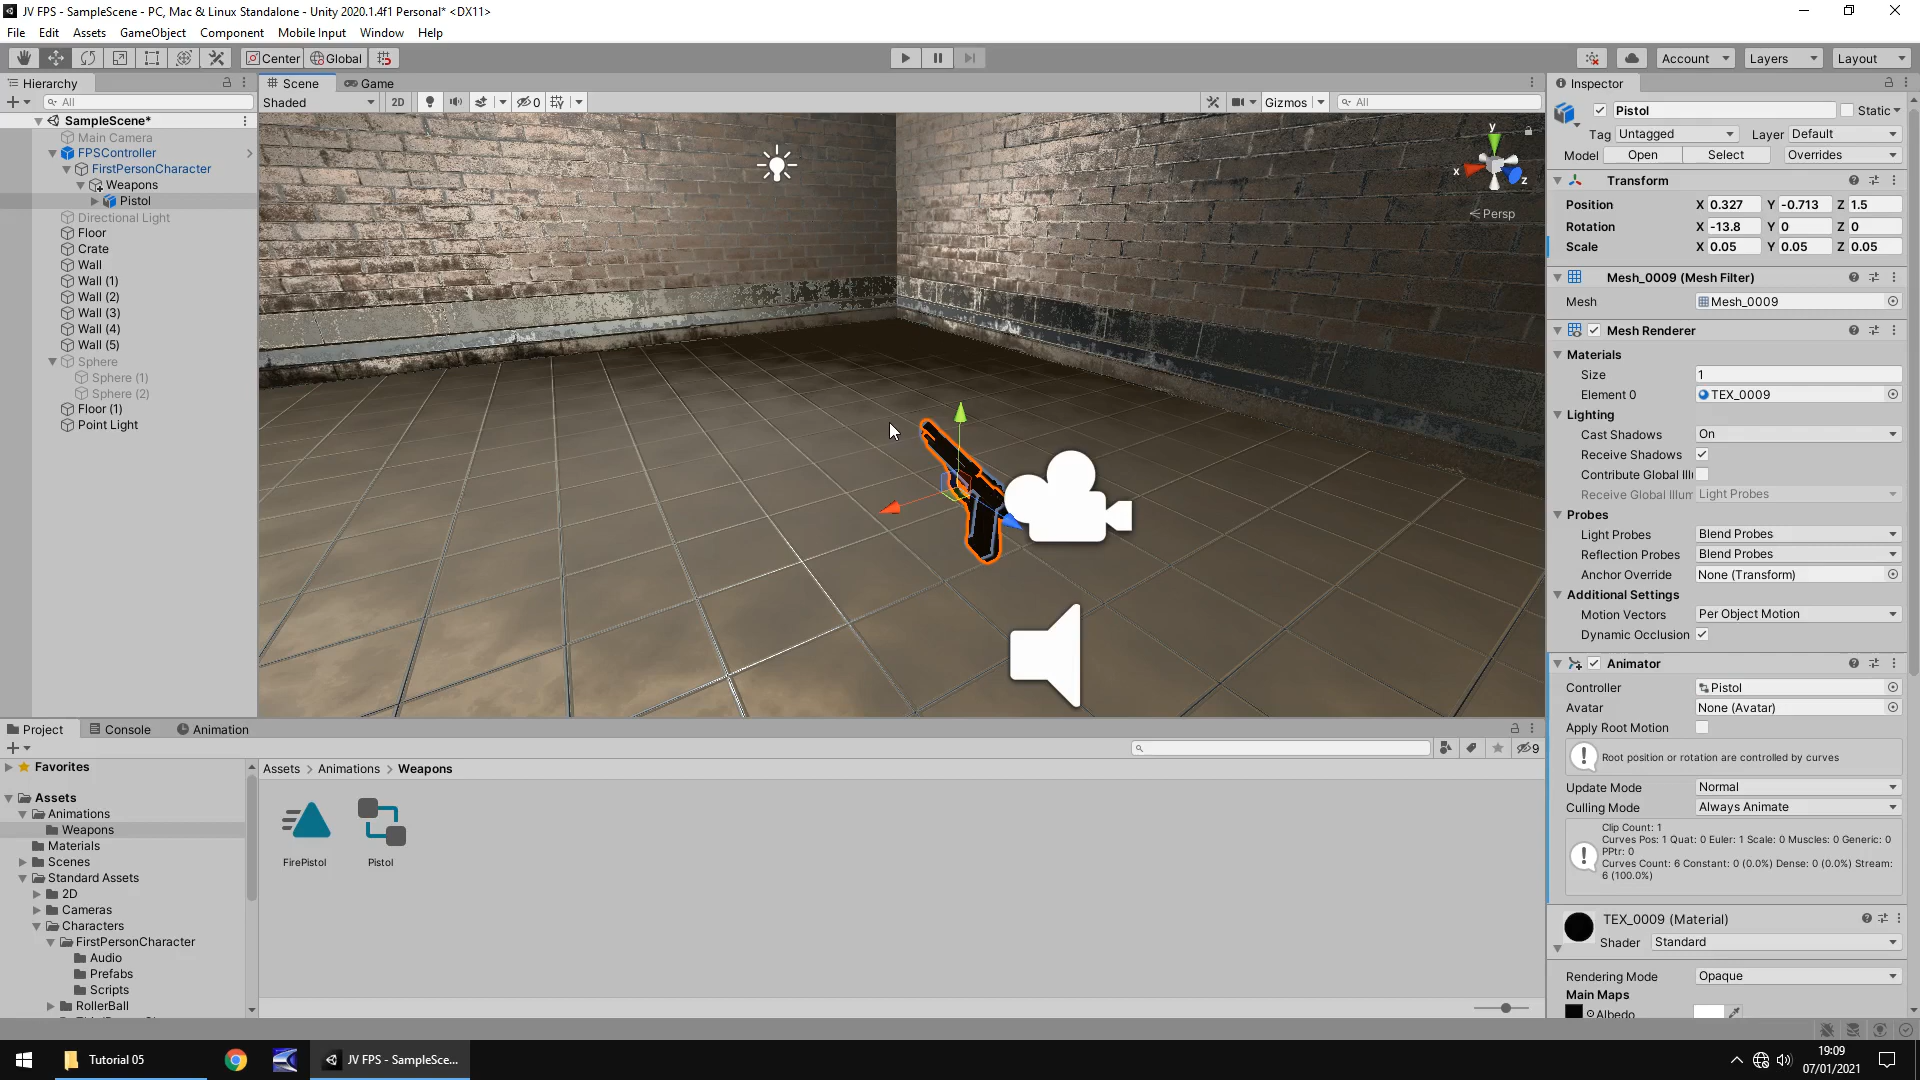 JV FPS - SampleScene - PC, Mac & Linux Standalone - Unity 2020.1.4f1 Personal* <DX11>
File Edit Assets GameObject Component Mobile Input Window Help
Center Global Account Layers Layout
Hierarchy
All
SampleScene*
Main Camera
FPSController
FirstPersonCharacter
Weapons
Pistol
Directional Light
Floor
Crate
Wall
Wall (1)
Wall (2)
Wall (3)
Wall (4)
Wall (5)
Sphere
Sphere (1)
Sphere (2)
Floor (1)
Point Light
Scene Game
Shaded 2D 0 Gizmos All
y
x
z
Persp
Inspector
Pistol Static
Tag Untagged Layer Default
Model Open Select Overrides
Transform
Position X 0.327 Y -0.713 Z 1.5
Rotation X -13.8 Y 0 Z 0
Scale X 0.05 Y 0.05 Z 0.05
Mesh_0009 (Mesh Filter)
Mesh Mesh_0009
Mesh Renderer
Materials
Size 1
Element 0 TEX_0009
Lighting
Cast Shadows On
Receive Shadows
Contribute Global Illu
Receive Global Illum Light Probes
Probes
Light Probes Blend Probes
Reflection Probes Blend Probes
Anchor Override None (Transform)
Additional Settings
Motion Vectors Per Object Motion
Dynamic Occlusion
Animator
Controller Pistol
Avatar None (Avatar)
Apply Root Motion
Root position or rotation are controlled by curves
Update Mode Normal
Culling Mode Always Animate
Clip Count: 1
Curves Pos: 1 Quat: 0 Euler: 1 Scale: 0 Muscles: 0 Generic: 0
PPtr: 0
Curves Count: 6 Constant: 0 (0.0%) Dense: 0 (0.0%) Stream:
6 (100.0%)
TEX_0009 (Material)
Shader Standard
Rendering Mode Opaque
Main Maps
Albedo
Project Console Animation
9
Favorites
Assets
Animations
Weapons
Materials
Scenes
Standard Assets
2D
Cameras
Characters
FirstPersonCharacter
Audio
Prefabs
Scripts
RollerBall
Assets > Animations > Weapons
FirePistol Pistol
Tutorial 05
JV FPS - SampleSce...
19:09
07/01/2021